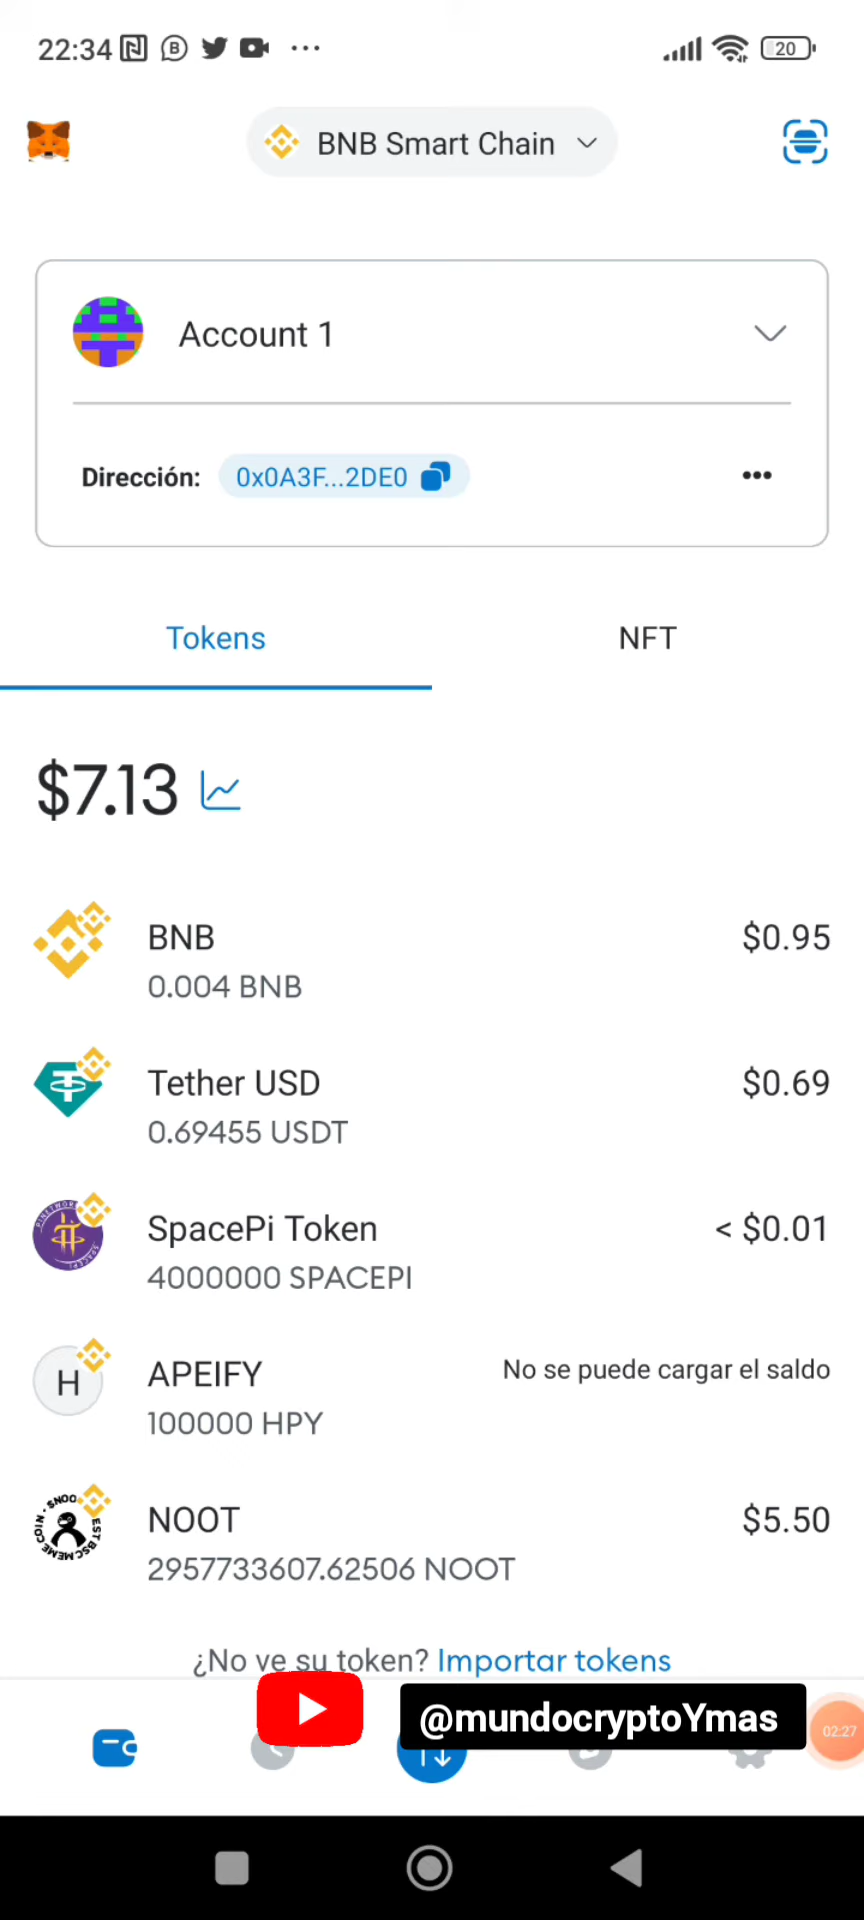 22:34
20
BNB Smart Chain
Account 1
Dirección: 0x0A3F...2DE0
Tokens
NFT
$7.13
BNB
$0.95
0.004 BNB
Tether USD
$0.69
0.69455 USDT
SpacePi Token
< $0.01
4000000 SPACEPI
H
APEIFY
No se puede cargar el saldo
100000 HPY
NOOT
$5.50
2957733607.62506 NOOT
¿No ve su token? Importar tokens
@mundocryptoYmas
02:27